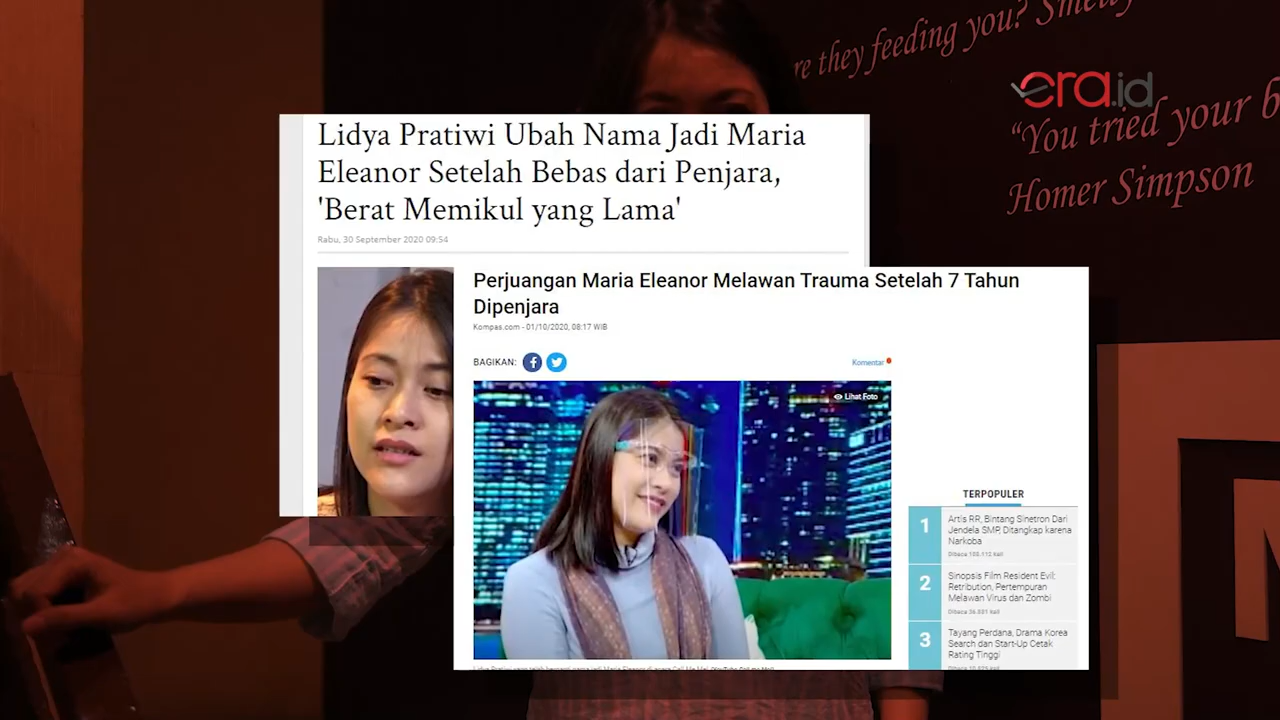 re they feeding you? Smelly
era.id
"You tried your b
Homer Simpson
Lidya Pratiwi Ubah Nama Jadi Maria
Eleanor Setelah Bebas dari Penjara,
'Berat Memikul yang Lama'
Rabu, 30 September 2020 09:54
Perjuangan Maria Eleanor Melawan Trauma Setelah 7 Tahun
Dipenjara
Kompas.com - 01/10/2020, 08:17 WIB
BAGIKAN:
Komentar
Lihat Foto
TERPOPULER
1
Artis RR, Bintang Sinetron Dari
Jendela SMP, Ditangkap karena
Narkoba
2
Sinopsis Film Resident Evil:
Retribution, Pertempuran
Melawan Virus dan Zombi
3
Tayang Perdana, Drama Korea
Search dan Start-Up Cetak
Rating Tinggi